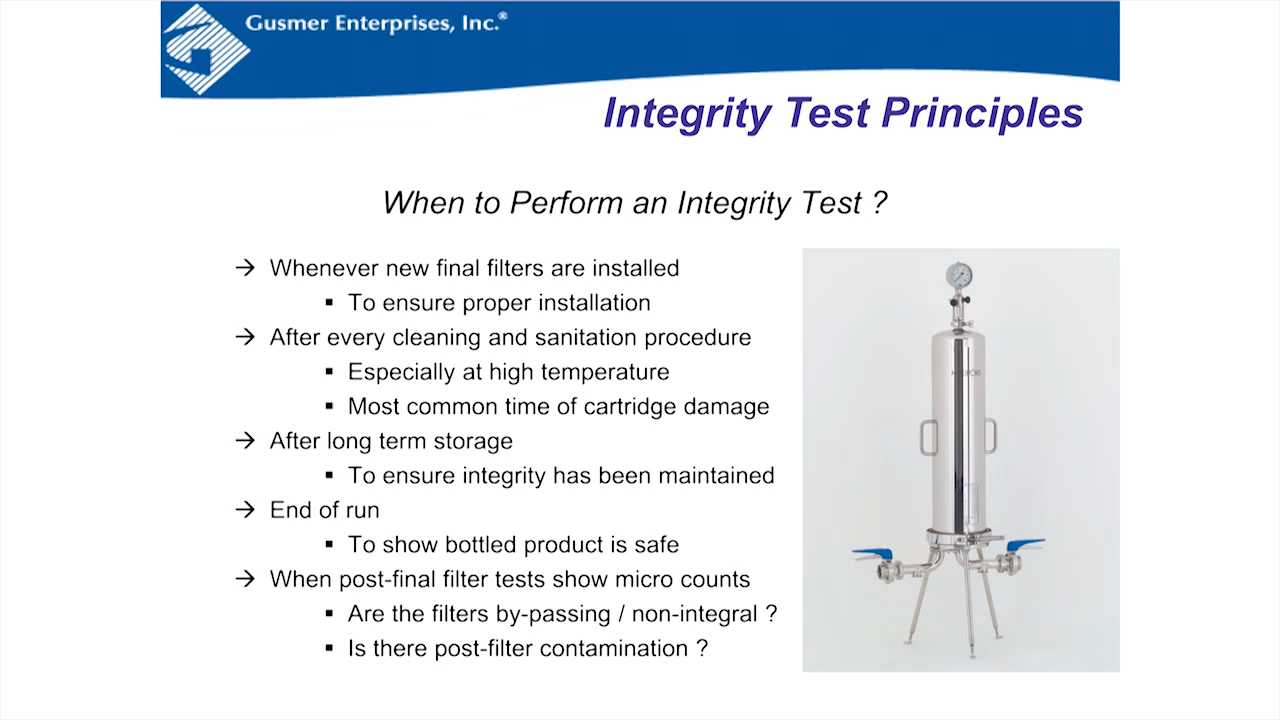 Gusmer Enterprises, Inc.®
Integrity Test Principles
When to Perform an Integrity Test ?
→ Whenever new final filters are installed
▪ To ensure proper installation
→ After every cleaning and sanitation procedure
▪ Especially at high temperature
▪ Most common time of cartridge damage
→ After long term storage
▪ To ensure integrity has been maintained
→ End of run
▪ To show bottled product is safe
→ When post-final filter tests show micro counts
▪ Are the filters by-passing / non-integral ?
▪ Is there post-filter contamination ?